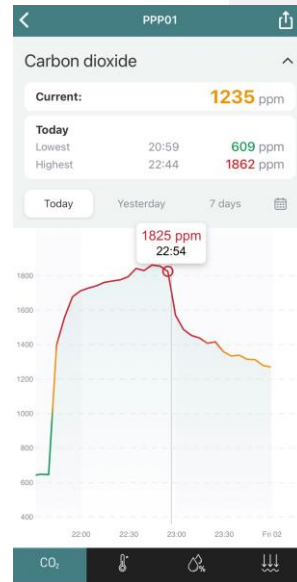 PPP01
Carbon dioxide
Current: 1235 ppm
Today
Lowest 20:59 609 ppm
Highest 22:44 1862 ppm
Today Yesterday 7 days
1825 ppm
22:54
1800
1600
1400
1200
1000
800
600
400
22:00 22:30 23:00 23:30 Fri 02
CO₂ %